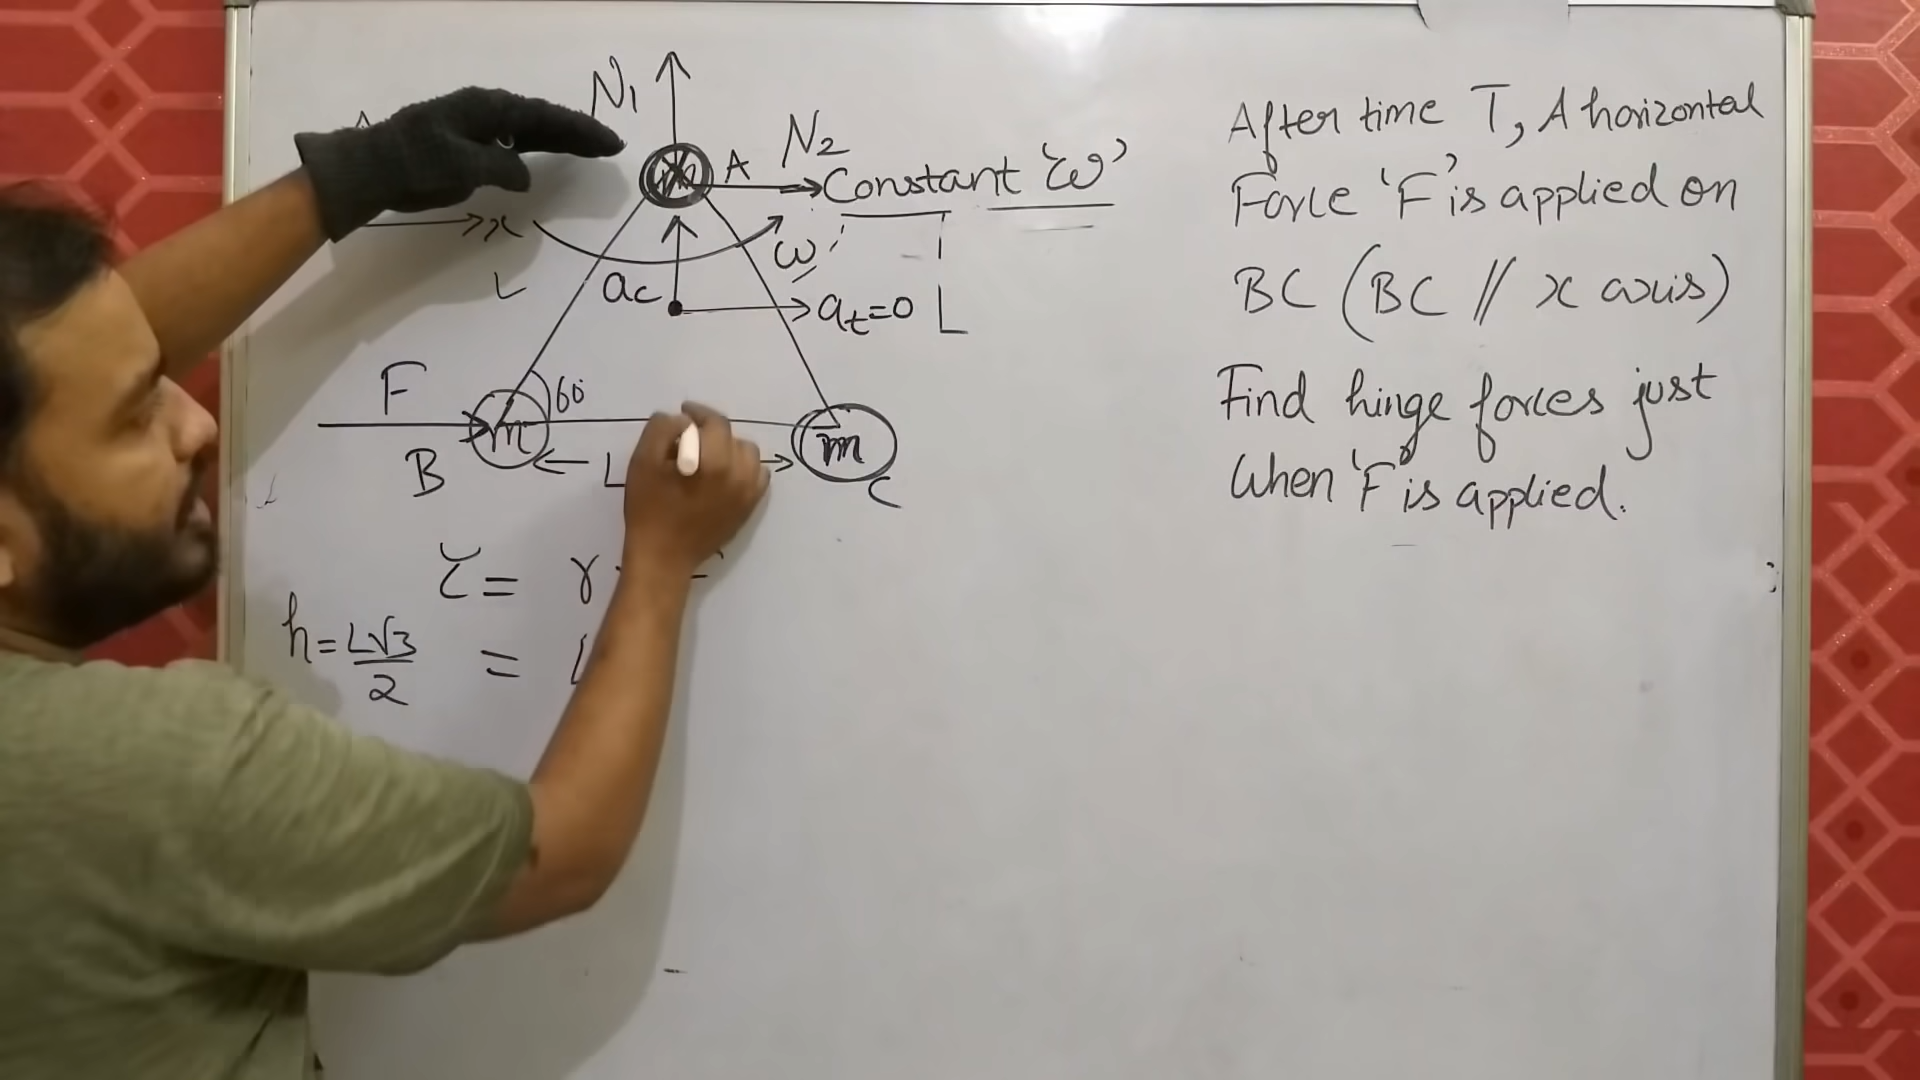 N1
A
N2
Constant 'ω'
x
ω
L
ac
at=0
L
F
60
m
m
B
L
C
τ = r
h = L√3/2
=
After time T, A horizontal
Force 'F' is applied on
BC (BC // x axis)
Find hinge forces just
when 'F' is applied.